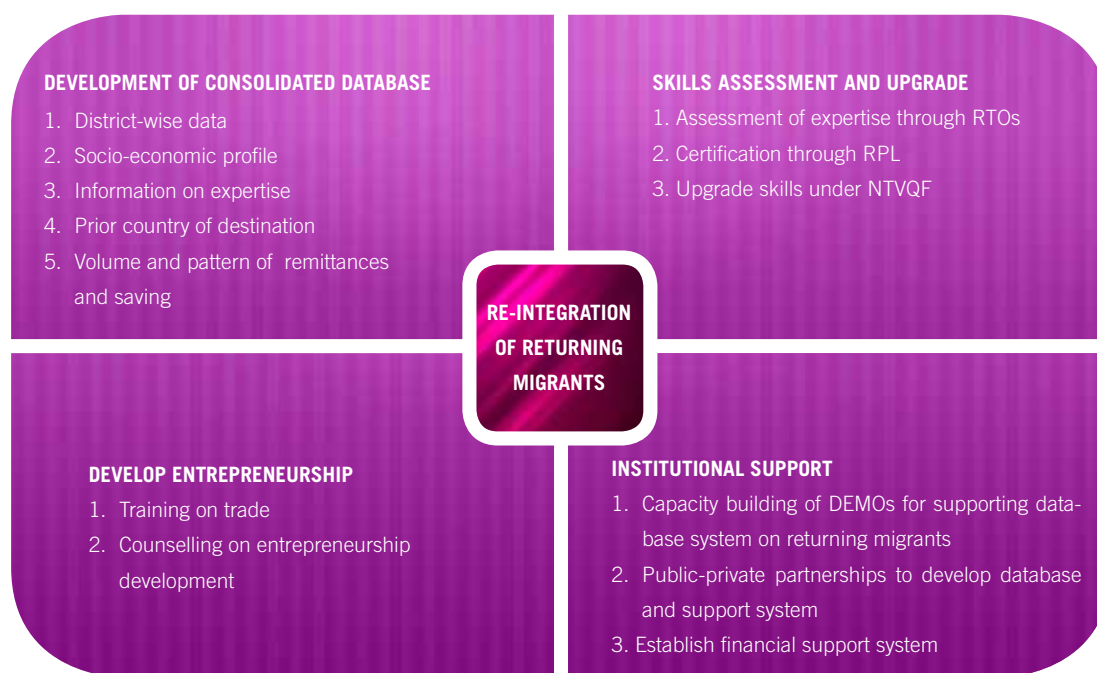 DEVELOPMENT OF CONSOLIDATED DATABASE
1. District-wise data
2. Socio-economic profile
3. Information on expertise
4. Prior country of destination
5. Volume and pattern of remittances
and saving
SKILLS ASSESSMENT AND UPGRADE
1. Assessment of expertise through RTOs
2. Certification through RPL
3. Upgrade skills under NTVQF
RE-INTEGRATION
OF RETURNING
MIGRANTS
DEVELOP ENTREPRENEURSHIP
1. Training on trade
2. Counselling on entrepreneurship
development
INSTITUTIONAL SUPPORT
1. Capacity building of DEMOs for supporting data-
base system on returning migrants
2. Public-private partnerships to develop database
and support system
3. Establish financial support system